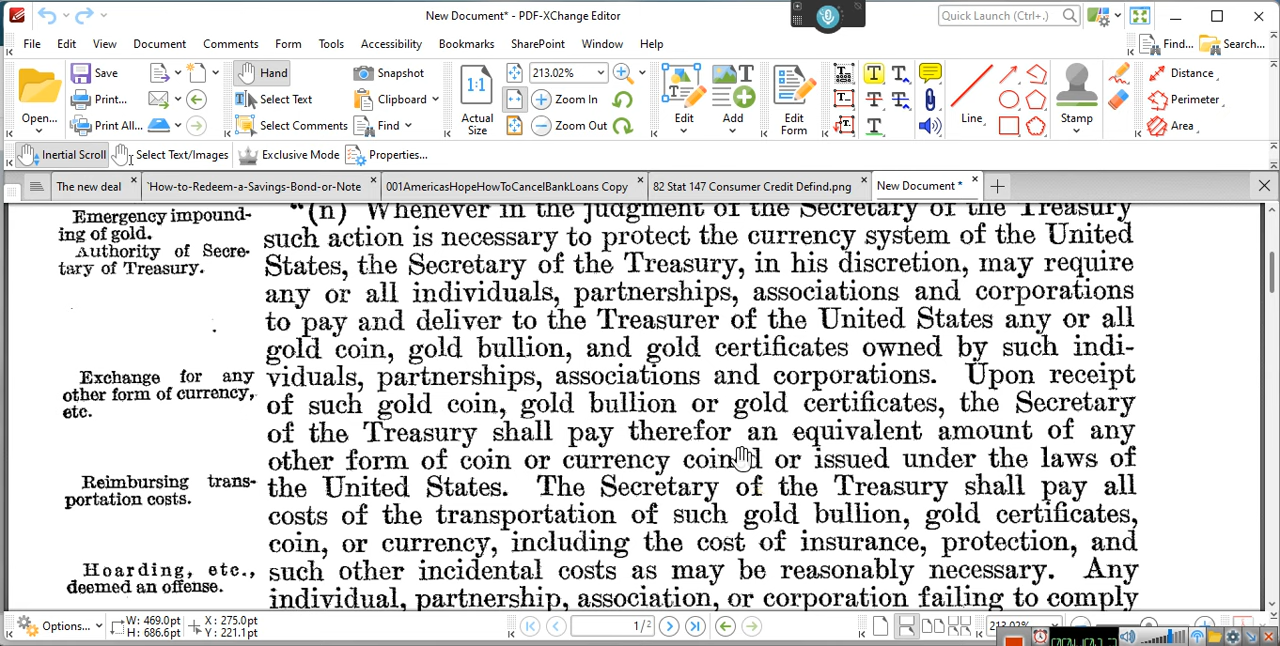 New Document* - PDF-XChange Editor
Quick Launch (Ctrl+.)
File Edit View Document Comments Form Tools Accessibility Bookmarks SharePoint Window Help
Find... Search...
Open...
Save
Print...
Print All...
Hand
Select Text
Select Comments
Snapshot
Clipboard
Find
1:1
Actual
Size
213.02%
Zoom In
Zoom Out
Edit
Add
Edit
Form
Line
Stamp
Distance
Perimeter
Area
Inertial Scroll Select Text/Images Exclusive Mode Properties...
The new deal
`How-to-Redeem-a-Savings-Bond-or-Note
001AmericasHopeHowToCancelBankLoans Copy
82 Stat 147 Consumer Credit Defind.png
New Document *
Emergency impound-
ing of gold.
Authority of Secre-
tary of Treasury.
Exchange for any
other form of currency,
etc.
Reimbursing trans-
portation costs.
Hoarding, etc.,
deemed an offense.
"(n) Whenever in the judgment of the Secretary of the Treasury
such action is necessary to protect the currency system of the United
States, the Secretary of the Treasury, in his discretion, may require
any or all individuals, partnerships, associations and corporations
to pay and deliver to the Treasurer of the United States any or all
gold coin, gold bullion, and gold certificates owned by such indi-
viduals, partnerships, associations and corporations. Upon receipt
of such gold coin, gold bullion or gold certificates, the Secretary
of the Treasury shall pay therefor an equivalent amount of any
other form of coin or currency coined or issued under the laws of
the United States. The Secretary of the Treasury shall pay all
costs of the transportation of such gold bullion, gold certificates,
coin, or currency, including the cost of insurance, protection, and
such other incidental costs as may be reasonably necessary. Any
individual, partnership, association, or corporation failing to comply
Options...
W: 469.0pt
H: 686.6pt
X: 275.0pt
Y: 221.1pt
1/2
213.02%